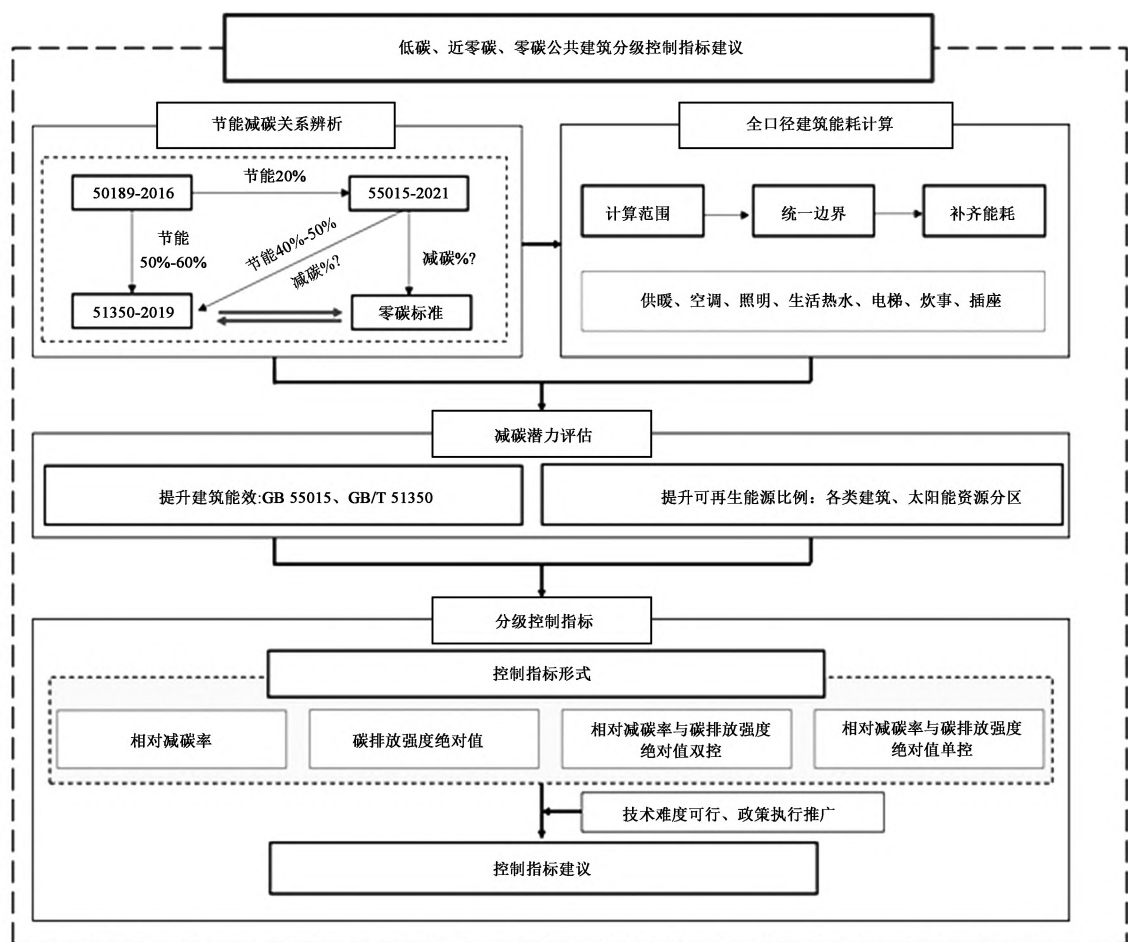 低碳、近零碳、零碳公共建筑分级控制指标建议
节能减碳关系辨析
50189-2016
节能20%
55015-2021
节能
50%-60%
节能40%-50%
减碳%?
减碳%?
51350-2019
零碳标准
全口径建筑能耗计算
计算范围
统一边界
补齐能耗
供暖、空调、照明、生活热水、电梯、炊事、插座
减碳潜力评估
提升建筑能效:GB 55015、GB/T 51350
提升可再生能源比例：各类建筑、太阳能资源分区
分级控制指标
控制指标形式
相对减碳率
碳排放强度绝对值
相对减碳率与碳排放强度
绝对值双控
相对减碳率与碳排放强度
绝对值单控
技术难度可行、政策执行推广
控制指标建议